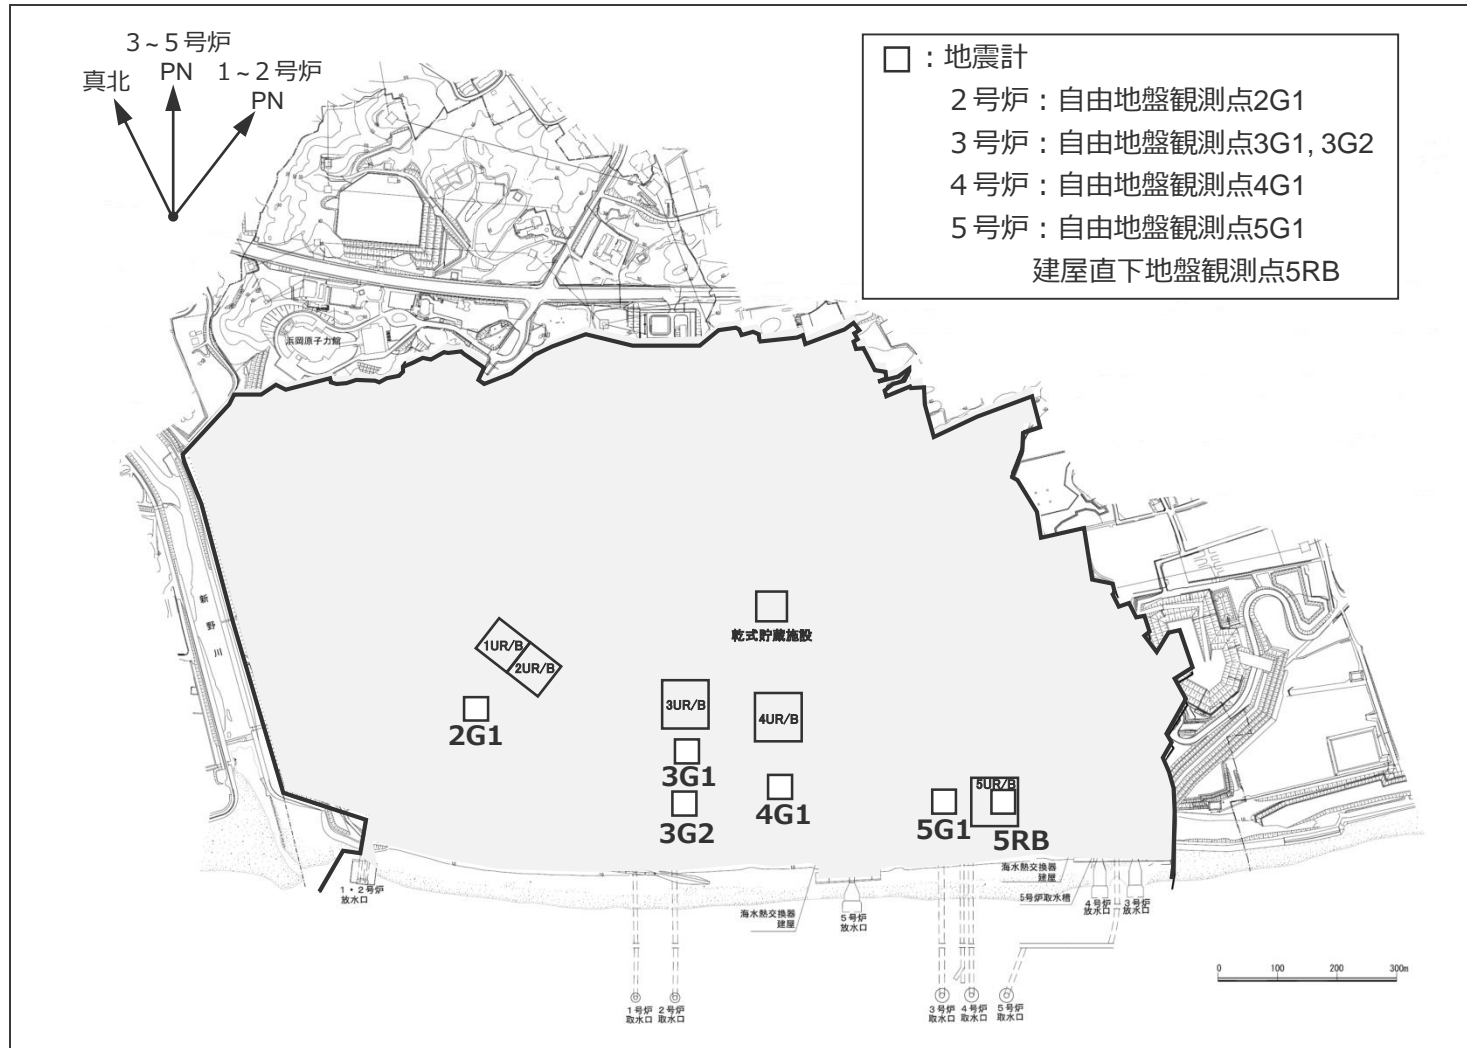 3~5号炉
PN
1~2号炉
PN
真北
□：地震計
2号炉：自由地盤観測点2G1
3号炉：自由地盤観測点3G1, 3G2
4号炉：自由地盤観測点4G1
5号炉：自由地盤観測点5G1
建屋直下地盤観測点5RB
浜岡原子力館
新野川
乾式貯蔵施設
1UR/B
2UR/B
3UR/B
4UR/B
2G1
3G1
3G2
4G1
5UR/B
5G1
5RB
1・2号炉
放水口
海水熱交換器
建屋
5号炉
放水口
海水熱交換器
建屋
5号炉取水槽
4号炉
放水口
3号炉
放水口
0 100 200 300m
1号炉
取水口
2号炉
取水口
3号炉
取水口
4号炉
取水口
5号炉
取水口